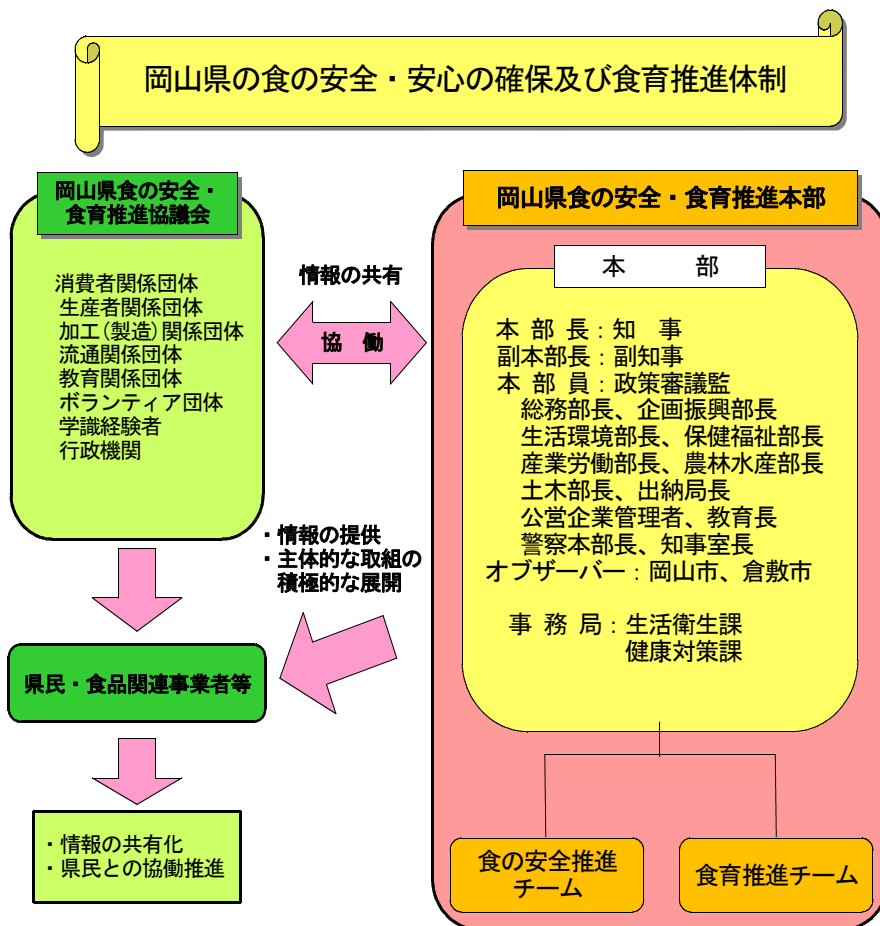 岡山県の食の安全・安心の確保及び食育推進体制
岡山県食の安全・
食育推進協議会
消費者関係団体
生産者関係団体
加工(製造)関係団体
流通関係団体
教育関係団体
ボランティア団体
学識経験者
行政機関
情報の共有
協 働
岡山県食の安全・食育推進本部
本 部
本 部 長：知 事
副本部長：副知事
本 部 員：政策審議監
総務部長、企画振興部長
生活環境部長、保健福祉部長
産業労働部長、農林水産部長
土木部長、出納局長
公営企業管理者、教育長
警察本部長、知事室長
オブザーバー：岡山市、倉敷市
事 務 局：生活衛生課
健康対策課
・情報の提供
・主体的な取組の
積極的な展開
県民・食品関連事業者等
・情報の共有化
・県民との協働推進
食の安全推進
チーム
食育推進チーム